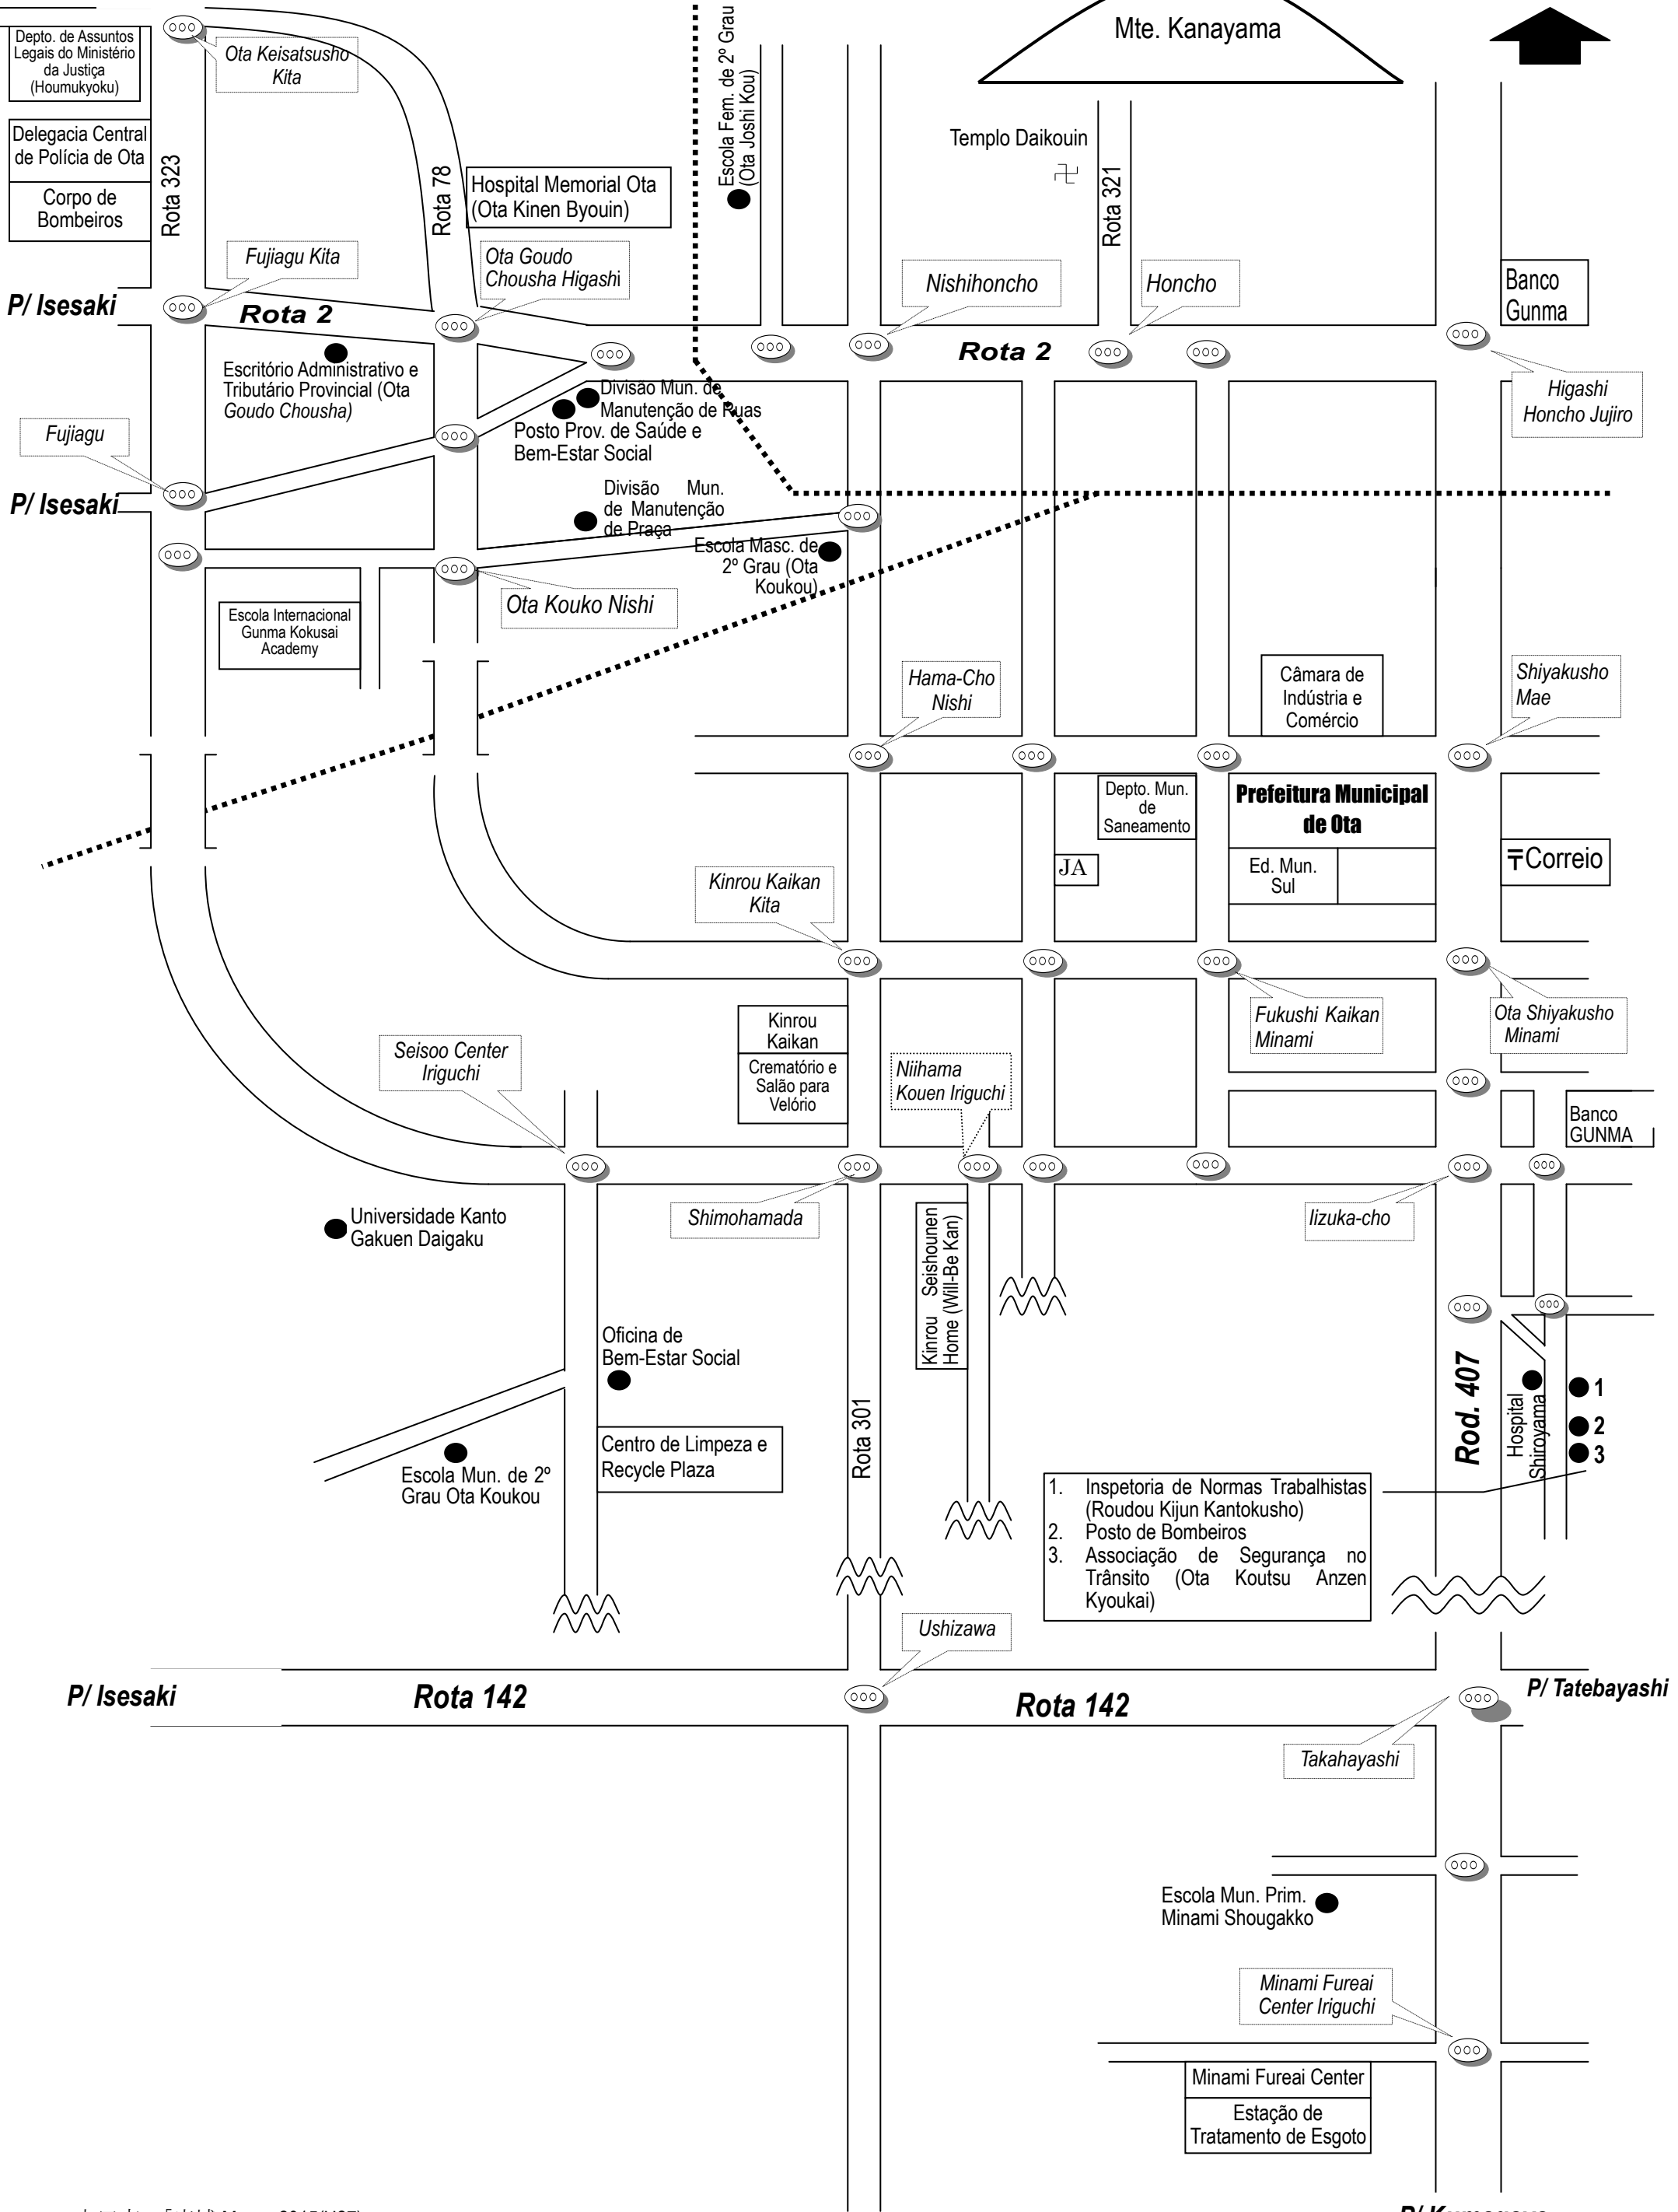 Mte. Kanayama
Depto. de Assuntos
Legais do Ministério
da Justiça
(Houmukyoku)
Ota Keisatsusho
Kita
Delegacia Central
de Polícia de Ota
Corpo de
Bombeiros
Rota 323
Rota 78
Hospital Memorial Ota
(Ota Kinen Byouin)
Escola Fem. de 2º Grau
(Ota Joshi Kou)
Templo Daikouin
卍
Rota 321
Fujiagu Kita
Ota Goudo
Chousha Higashi
Nishihoncho
Honcho
Banco
Gunma
P/ Isesaki
Rota 2
Rota 2
Escritório Administrativo e
Tributário Provincial (Ota
Goudo Chousha)
Divisão Mun. de
Manutenção de Ruas
Posto Prov. de Saúde e
Bem-Estar Social
Higashi
Honcho Jujiro
Fujiagu
P/ Isesaki
Divisão Mun.
de Manutenção
de Praça
Escola Masc. de
2º Grau (Ota
Koukou)
Escola Internacional
Gunma Kokusai
Academy
Ota Kouko Nishi
Hama-Cho
Nishi
Câmara de
Indústria e
Comércio
Shiyakusho
Mae
Depto. Mun.
de
Saneamento
Prefeitura Municipal
de Ota
JA
Ed. Mun.
Sul
〒Correio
Kinrou Kaikan
Kita
Kinrou
Kaikan
Crematório e
Salão para
Velório
Fukushi Kaikan
Minami
Ota Shiyakusho
Minami
Seisoo Center
Iriguchi
Niihama
Kouen Iriguchi
Banco
GUNMA
Shimohamada
Iizuka-cho
Universidade Kanto
Gakuen Daigaku
Kinrou Seishounen
Home (Will-Be Kan)
Oficina de
Bem-Estar Social
Rota 301
Rod. 407
Hospital
Shiroyama
1
2
3
Centro de Limpeza e
Recycle Plaza
Escola Mun. de 2º
Grau Ota Koukou
1. Inspetoria de Normas Trabalhistas
(Roudou Kijun Kantokusho)
2. Posto de Bombeiros
3. Associação de Segurança no
Trânsito (Ota Koutsu Anzen
Kyoukai)
Ushizawa
P/ Isesaki
Rota 142
Rota 142
P/ Tatebayashi
Takahayashi
Escola Mun. Prim.
Minami Shougakko
Minami Fureai
Center Iriguchi
Minami Fureai Center
Estação de
Tratamento de Esgoto